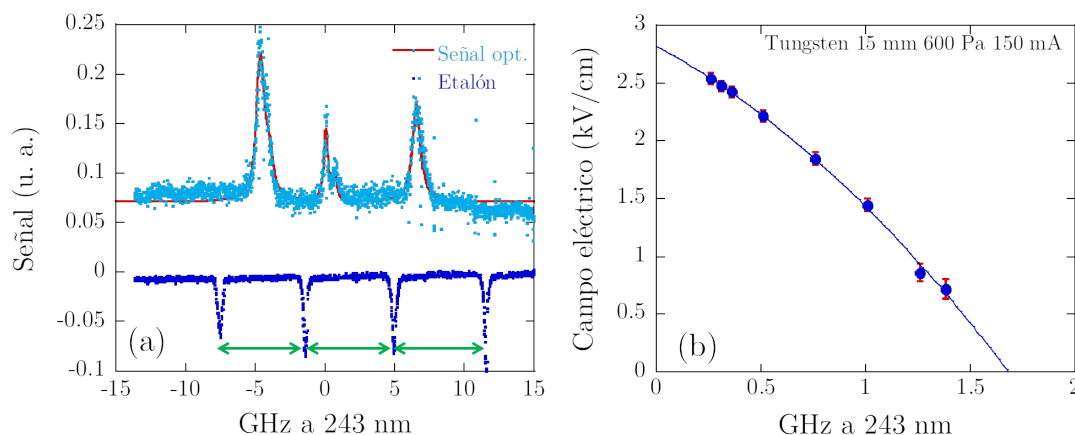 0.25
0.20
0.15
0.10
0.05
0
-0.05
-0.1
Señal (u. a.)
Señal opt.
Etalón
(a)
-15 -10 -5 0 5 10 15
GHz a 243 nm
3
2.5
2
1.5
1
0.5
0
Campo eléctrico (kV/cm)
Tungsten 15 mm 600 Pa 150 mA
(b)
0 0.5 1 1.5 2
GHz a 243 nm